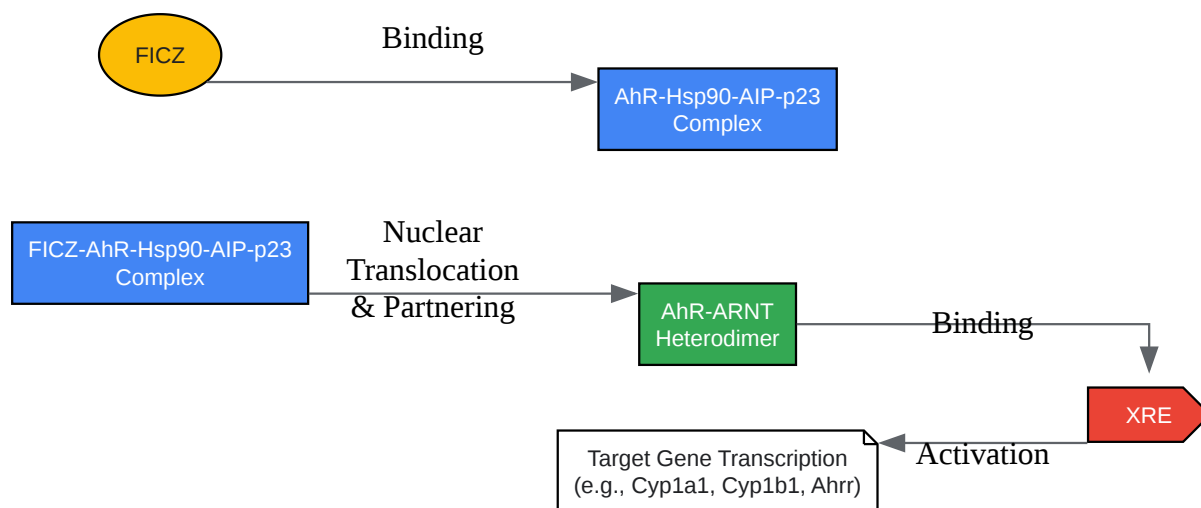 FICZ
Binding
AhR-Hsp90-AIP-p23
Complex
FICZ-AhR-Hsp90-AIP-p23
Complex
Nuclear
Translocation
& Partnering
AhR-ARNT
Heterodimer
Binding
XRE
Activation
Target Gene Transcription
(e.g., Cyp1a1, Cyp1b1, Ahrr)